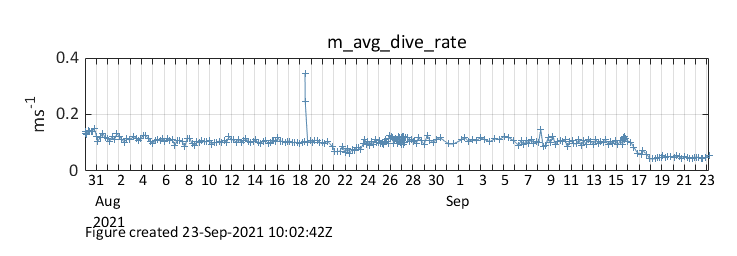 m_avg_dive_rate
0.4
0.2
0
ms-1
31 2 4 6 8 10 12 14 16 18 20 22 24 26 28 30 1 3 5 7 9 11 13 15 17 19 21 23
Aug Sep
2021
Figure created 23-Sep-2021 10:02:42Z